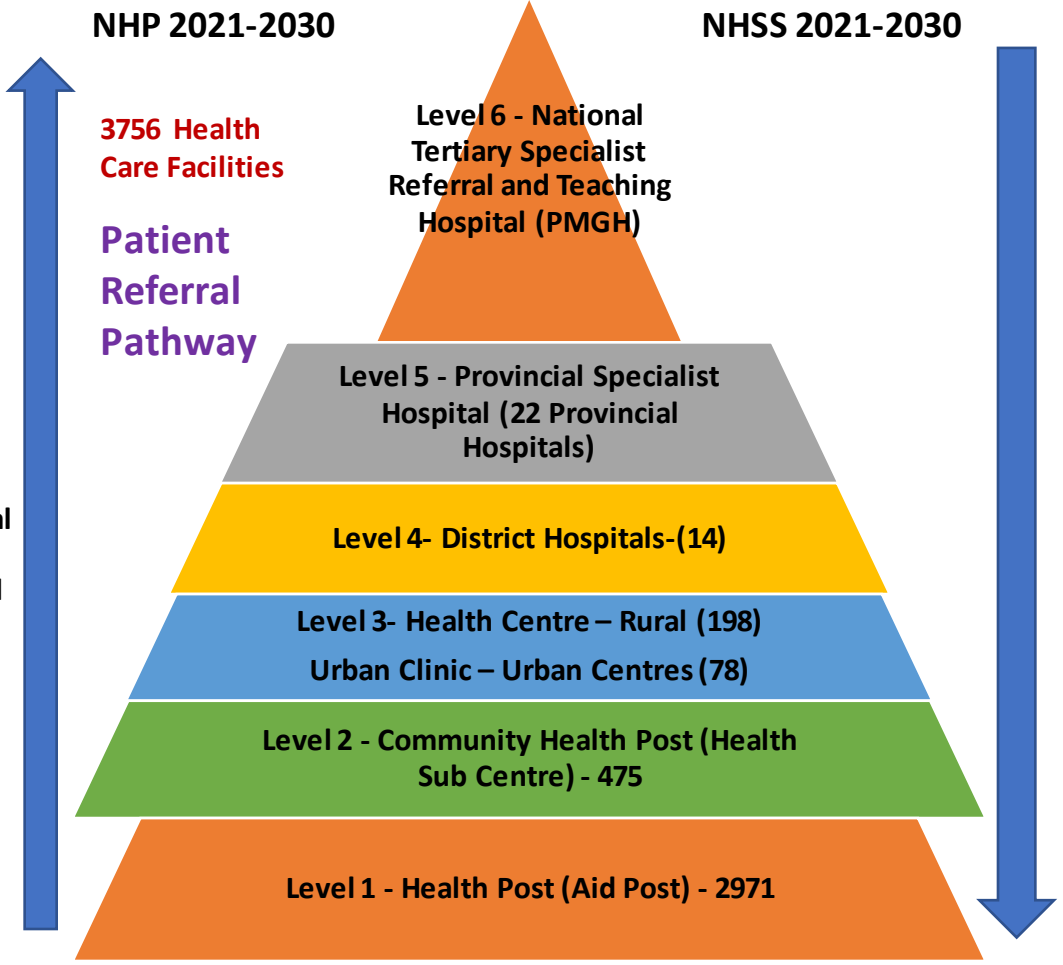 NHP 2021-2030
NHSS 2021-2030
3756 Health
Care Facilities
Patient
Referral
Pathway
Level 6 - National
Tertiary Specialist
Referral and Teaching
Hospital (PMGH)
Level 5 - Provincial Specialist
Hospital (22 Provincial
Hospitals)
Level 4- District Hospitals-(14)
Level 3- Health Centre – Rural (198)
Urban Clinic – Urban Centres (78)
Level 2 - Community Health Post (Health
Sub Centre) - 475
Level 1 - Health Post (Aid Post) - 2971